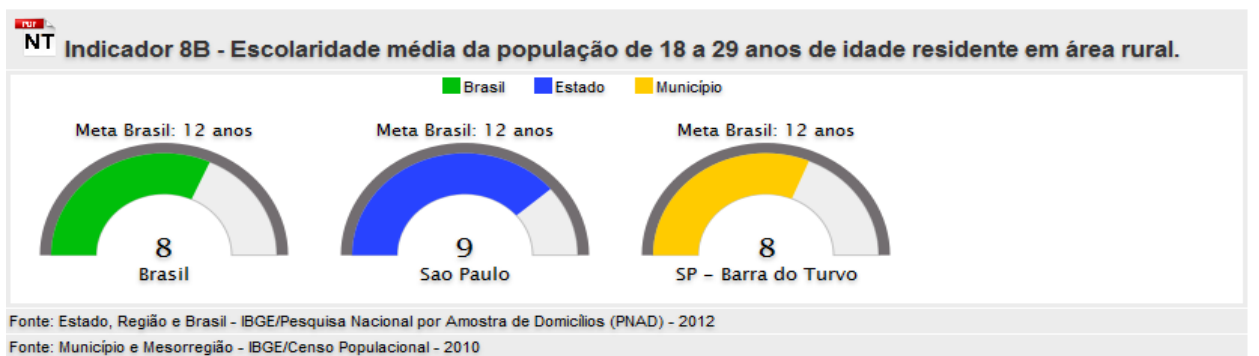 PDF
NT
Indicador 8B - Escolaridade média da população de 18 a 29 anos de idade residente em área rural.
Brasil Estado Município
Meta Brasil: 12 anos Meta Brasil: 12 anos Meta Brasil: 12 anos
8 9 8
Brasil Sao Paulo SP – Barra do Turvo
Fonte: Estado, Região e Brasil - IBGE/Pesquisa Nacional por Amostra de Domicílios (PNAD) - 2012
Fonte: Município e Mesorregião - IBGE/Censo Populacional - 2010